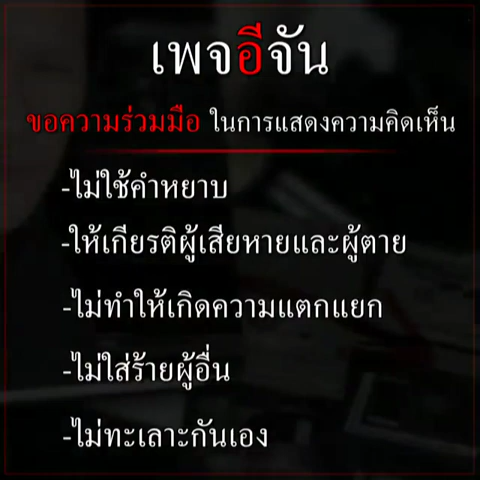 เพจอีจัน
ขอความร่วมมือ ในการแสดงความคิดเห็น
-ไม่ใช้คำหยาบ
-ให้เกียรติผู้เสียหายและผู้ตาย
-ไม่ทำให้เกิดความแตกแยก
-ไม่ใส่ร้ายผู้อื่น
-ไม่ทะเลาะกันเอง